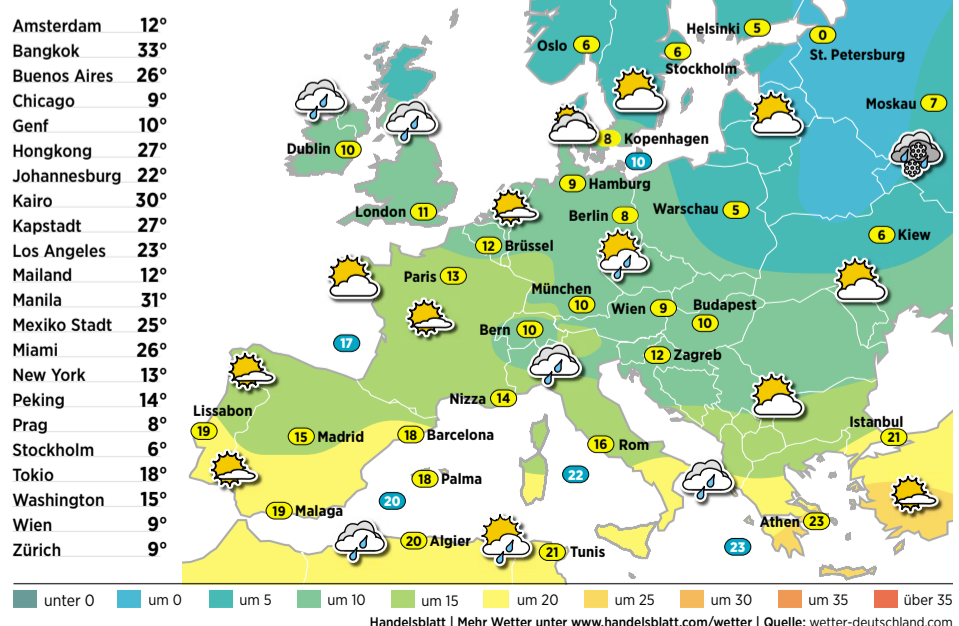 Amsterdam 12°
Bangkok 33°
Buenos Aires 26°
Chicago 9°
Genf 10°
Hongkong 27°
Johannesburg 22°
Kairo 30°
Kapstadt 27°
Los Angeles 23°
Mailand 12°
Manila 31°
Mexiko Stadt 25°
Miami 26°
New York 13°
Peking 14°
Prag 8°
Stockholm 6°
Tokio 18°
Washington 15°
Wien 9°
Zürich 9°
Helsinki 5
0
St. Petersburg
Oslo 6
6
Stockholm
Moskau 7
8 Kopenhagen
Dublin 10
10
9 Hamburg
London 11
Berlin 8
Warschau 5
6 Kiew
12 Brüssel
Paris 13
München
10
Wien 9
Budapest
10
Bern 10
17
12 Zagreb
Nizza 14
Lissabon
19
15 Madrid
18 Barcelona
16 Rom
Istanbul
21
18 Palma
22
20
19 Malaga
Athen 23
20 Algier
21 Tunis
23
unter 0 um 0 um 5 um 10 um 15 um 20 um 25 um 30 um 35 über 35
Handelsblatt | Mehr Wetter unter www.handelsblatt.com/wetter | Quelle: wetter-deutschland.com